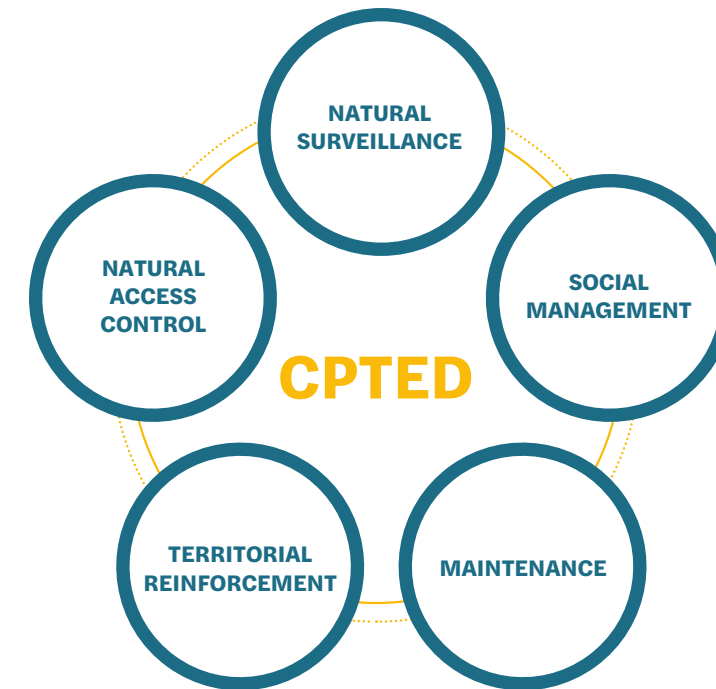 NATURAL
SURVEILLANCE
NATURAL
ACCESS
CONTROL
SOCIAL
MANAGEMENT
CPTED
TERRITORIAL
REINFORCEMENT
MAINTENANCE